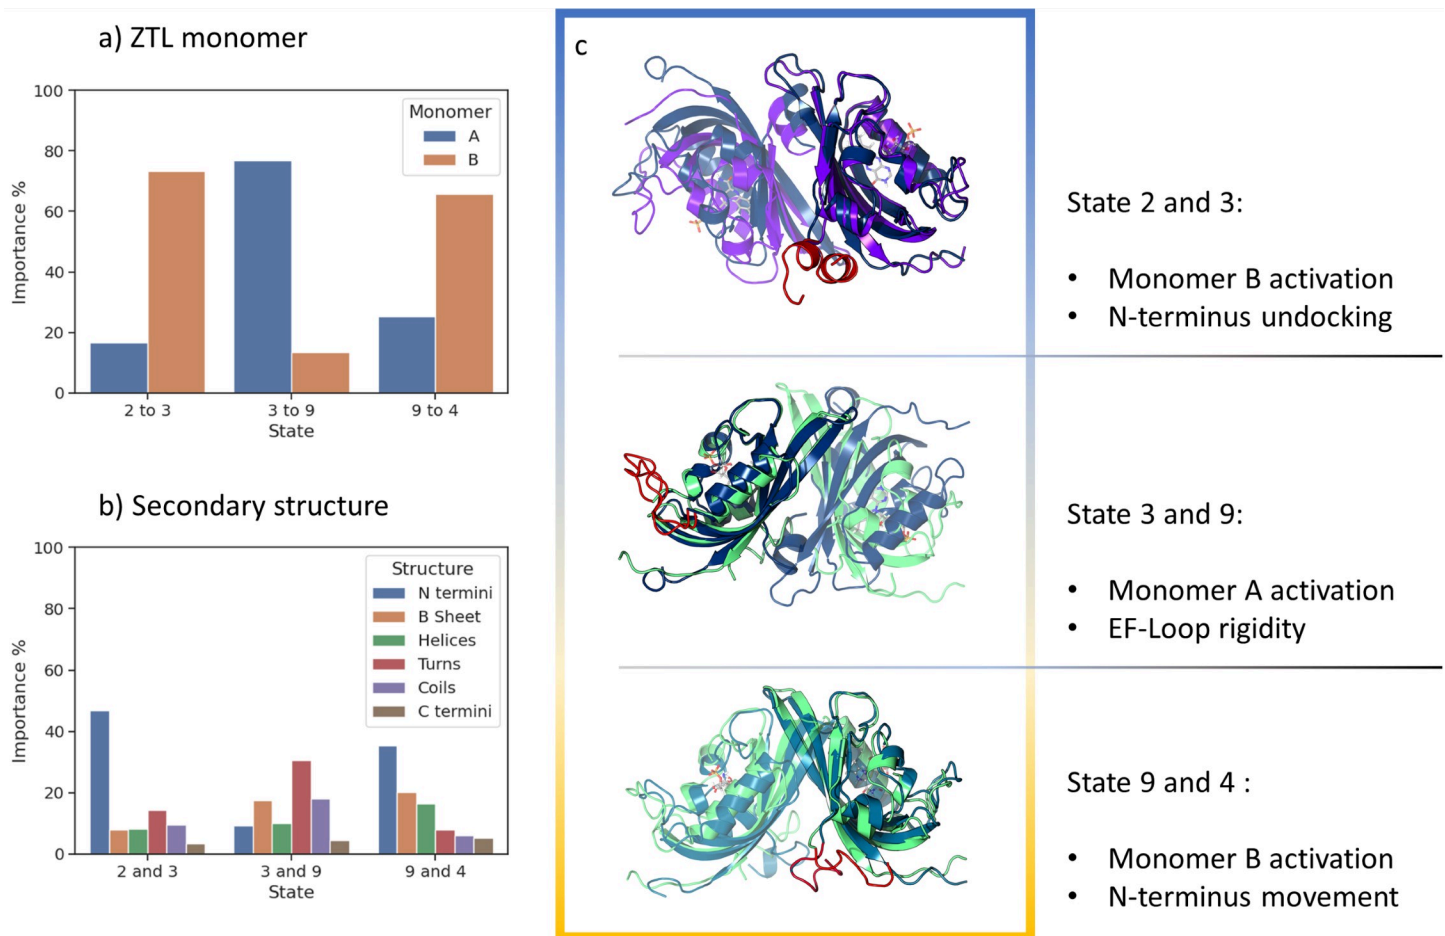 a) ZTL monomer
100
80
60
40
20
0
Importance %
Monomer
A
B
2 to 3
3 to 9
9 to 4
State
b) Secondary structure
100
80
60
40
20
0
Importance %
Structure
N termini
B Sheet
Helices
Turns
Coils
C termini
2 and 3
3 and 9
9 and 4
State
c
State 2 and 3:
• Monomer B activation
• N-terminus undocking
State 3 and 9:
• Monomer A activation
• EF-Loop rigidity
State 9 and 4 :
• Monomer B activation
• N-terminus movement